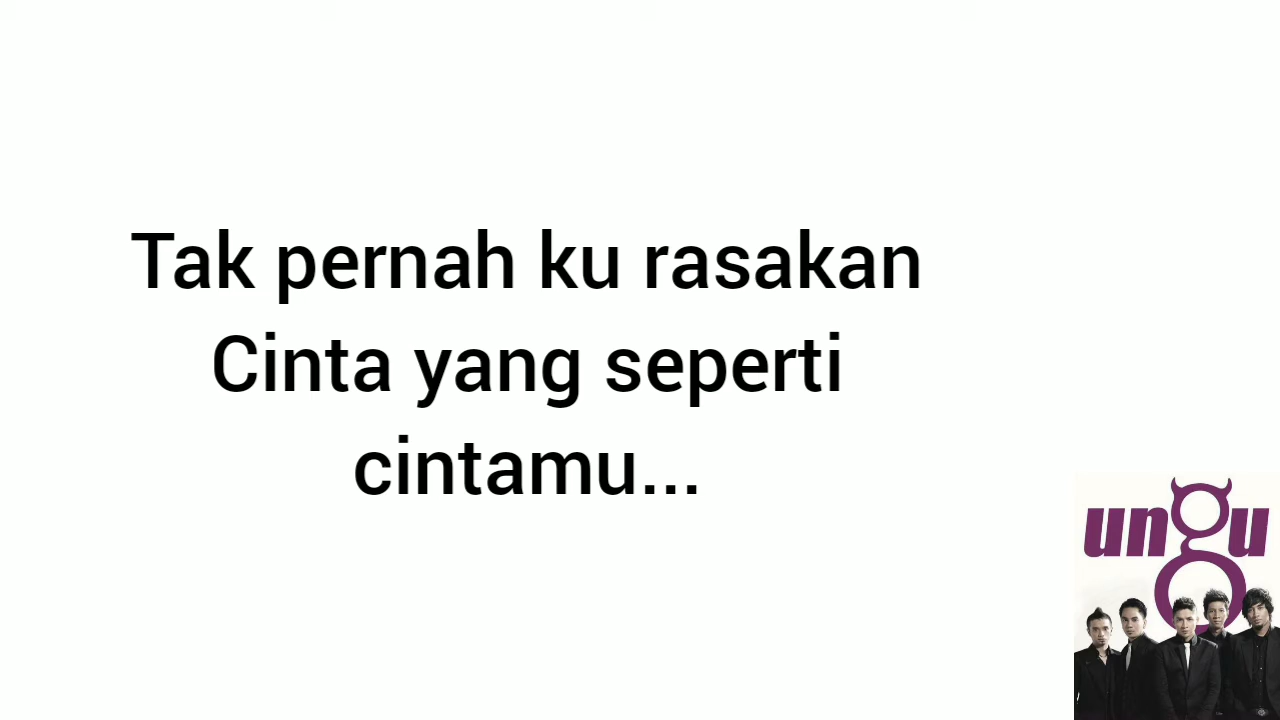 Tak pernah ku rasakan
Cinta yang seperti
cintamu...
ungu